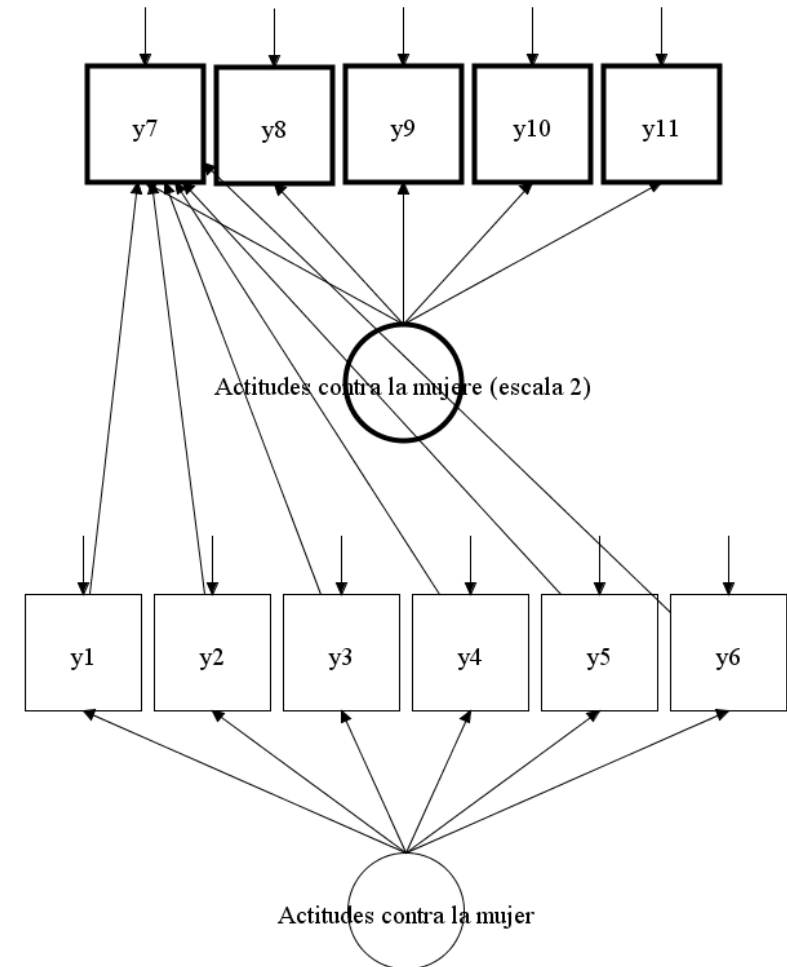 y7
y8
y9
y10
y11
Actitudes contra la mujere (escala 2)
y1
y2
y3
y4
y5
y6
Actitudes contra la mujer